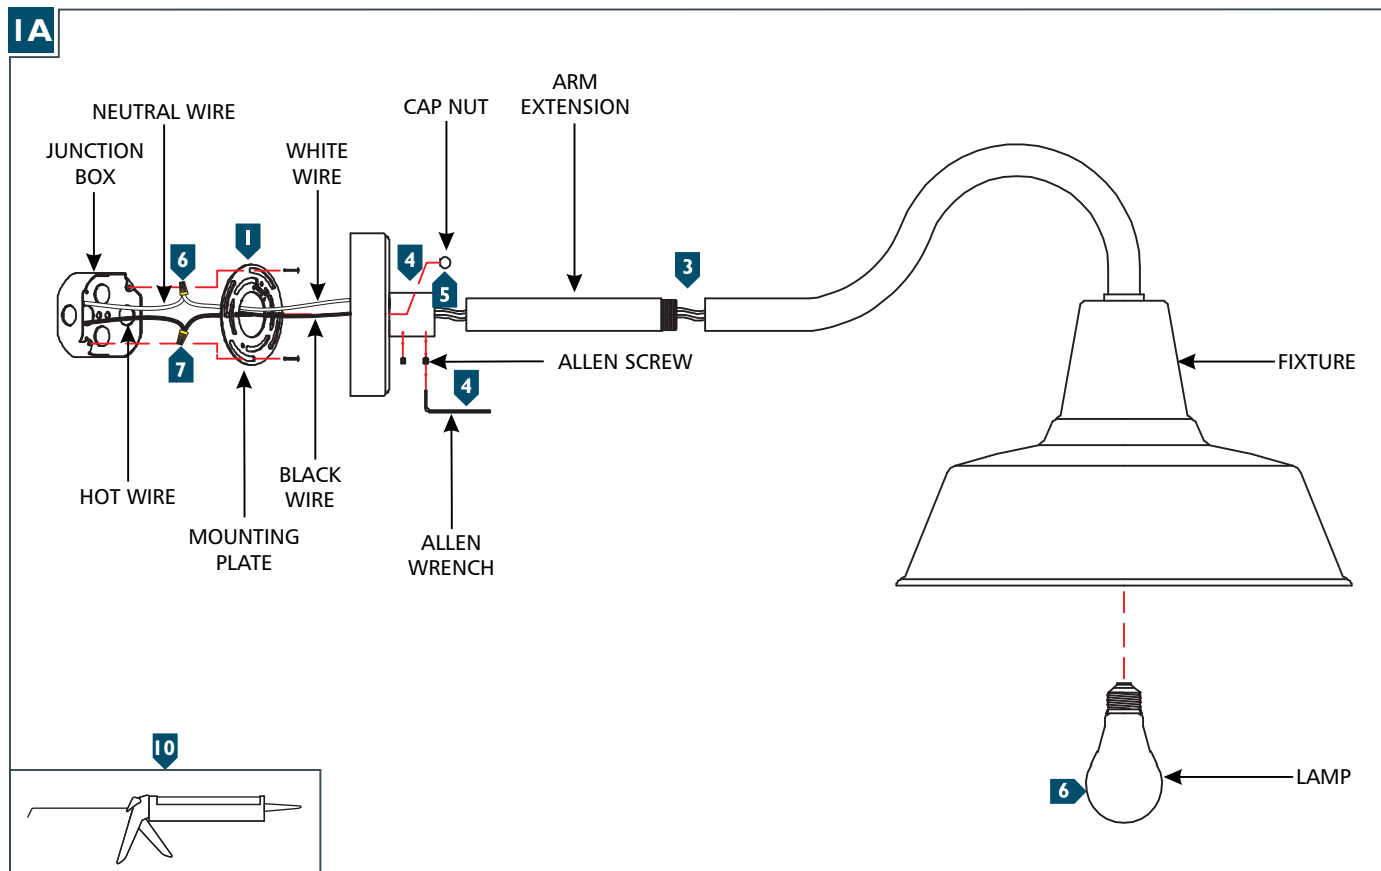 1A
ARM
EXTENSION
CAP NUT
NEUTRAL WIRE
JUNCTION
BOX
WHITE
WIRE
1
6
4
3
5
7
ALLEN SCREW
FIXTURE
4
HOT WIRE
BLACK
WIRE
MOUNTING
PLATE
ALLEN
WRENCH
10
6
LAMP